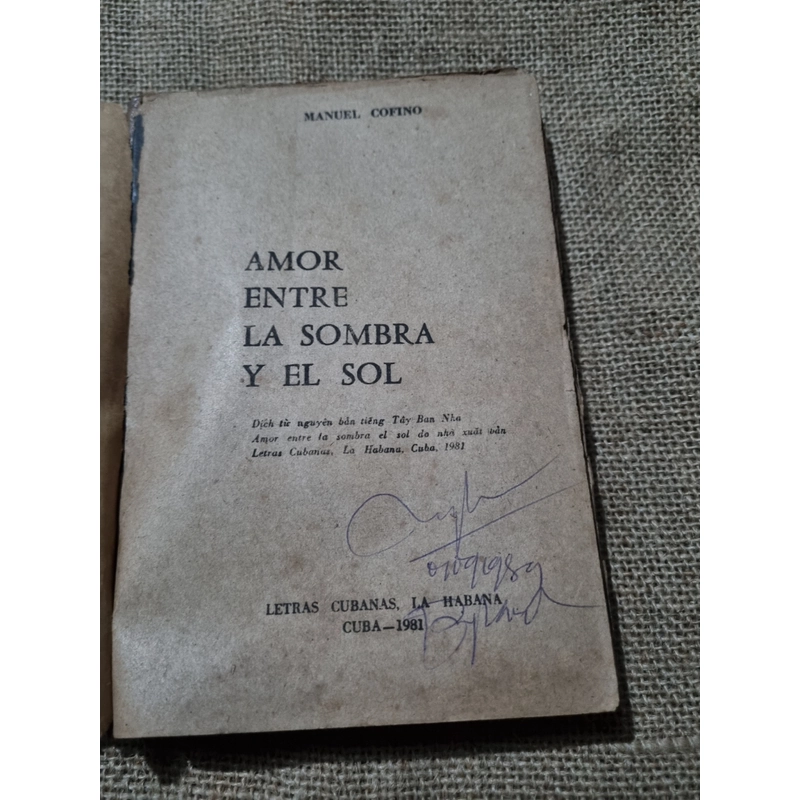 MANUEL COFINO
AMOR
ENTRE
LA SOMBRA
Y EL SOL
Dịch từ nguyên bản tiếng Tây Ban Nha
Amor entre la sombra el sol do nhà xuất bản
Letras Cubanas, La Habana, Cuba, 1981
LETRAS CUBANAS, LA HABANA
CUBA—1981